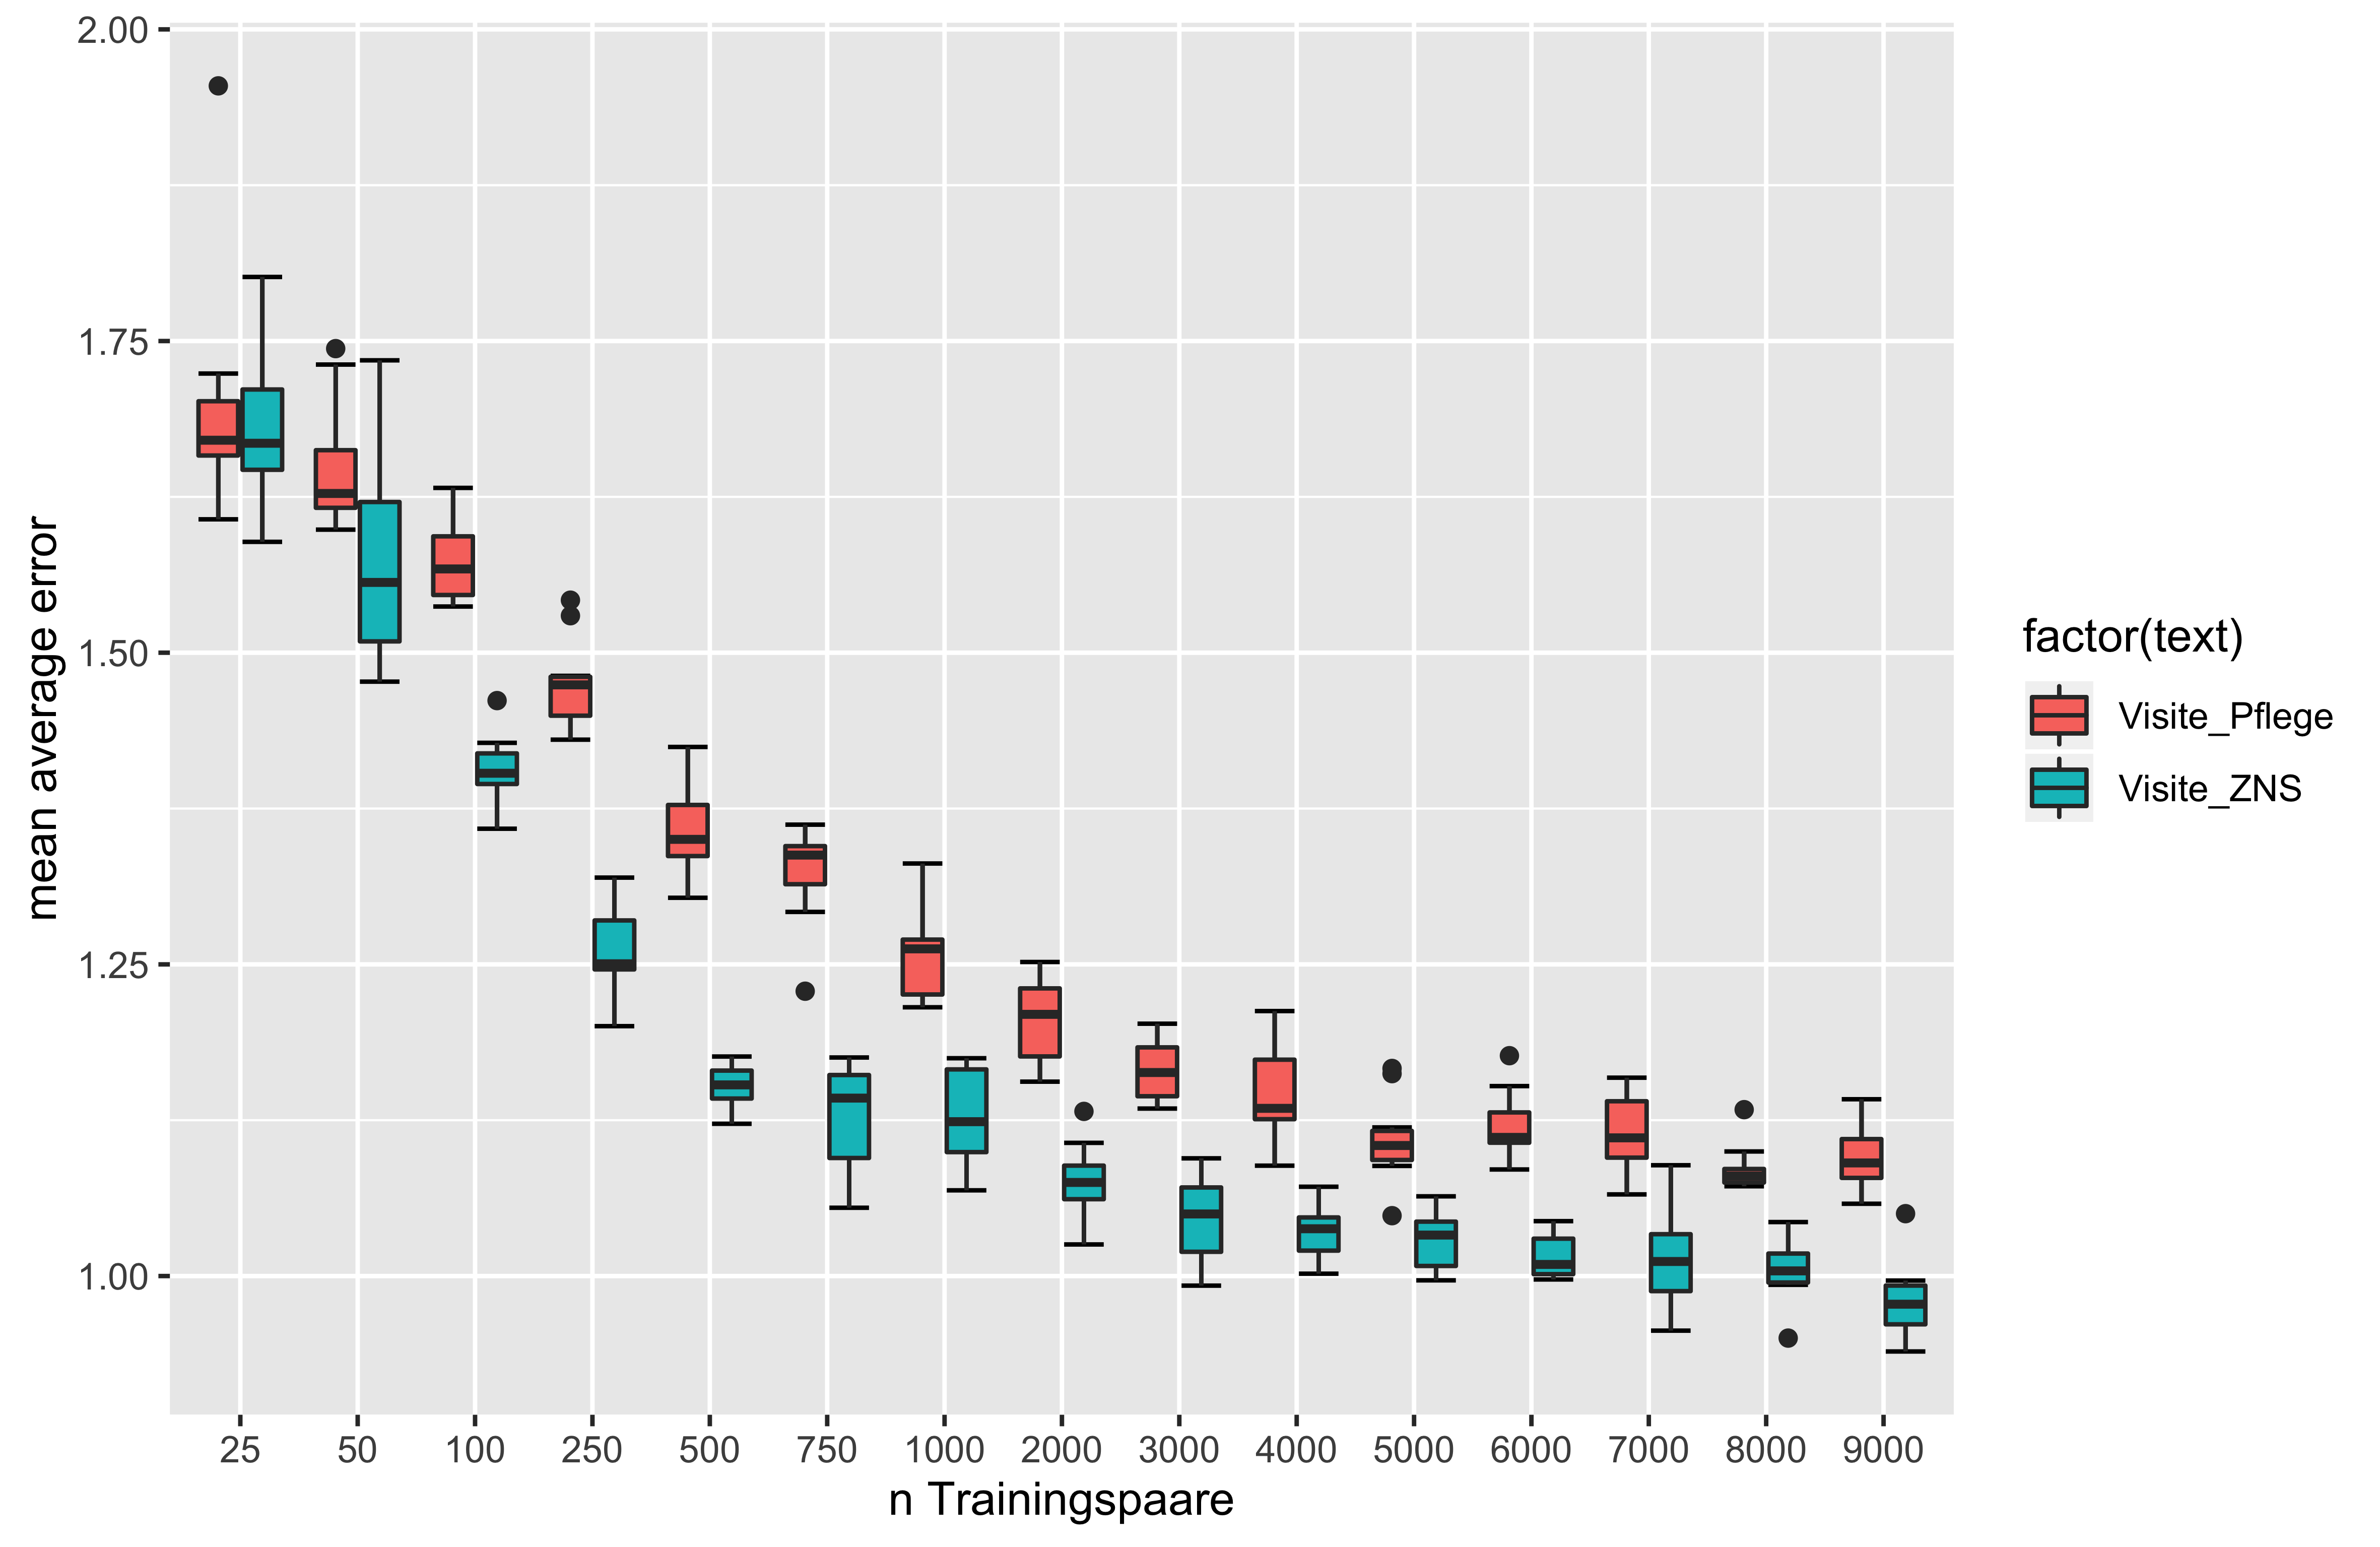 2.00
1.75
1.50
1.25
1.00
mean average error
25 50 100 250 500 750 1000 2000 3000 4000 5000 6000 7000 8000 9000
n Trainingspaare
factor(text)
Visite_Pflege
Visite_ZNS